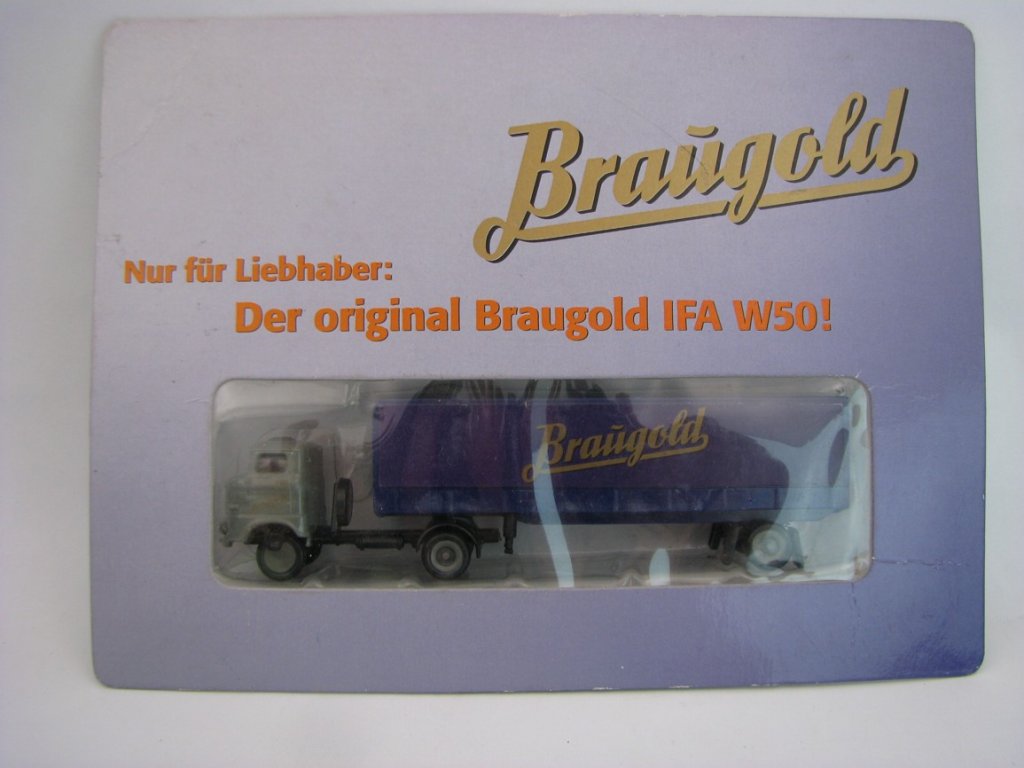 Braugold
Nur für Liebhaber:
Der original Braugold IFA W50!
Braugold